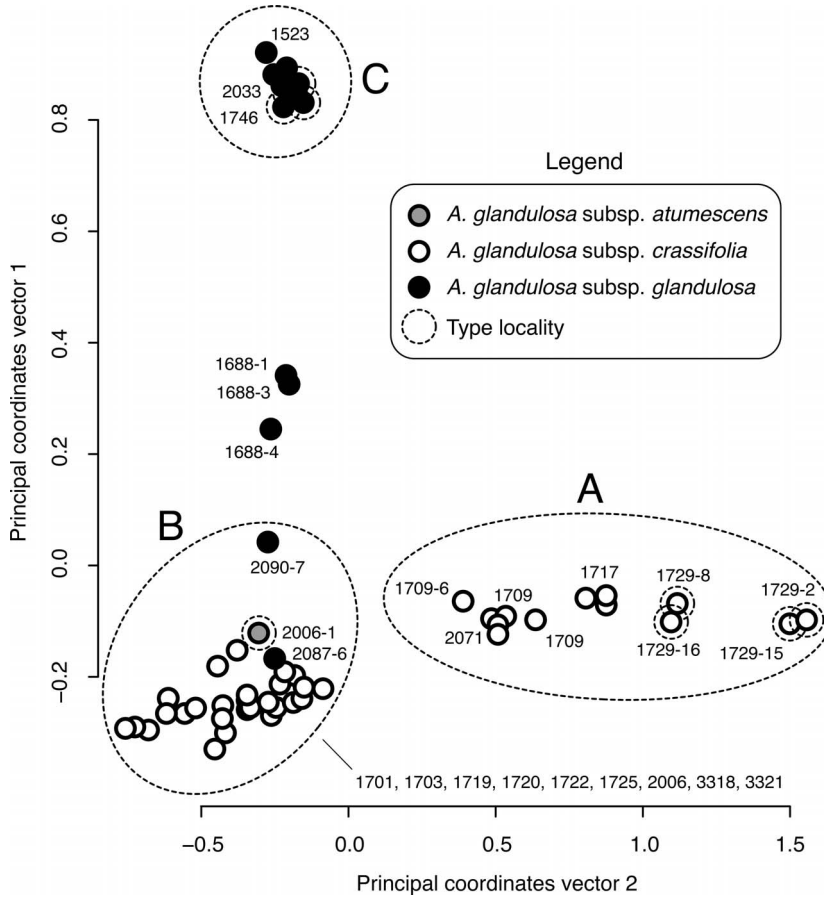 1523
C
2033
1746
0.8
Legend
A. glandulosa subsp. atumescens
A. glandulosa subsp. crassifolia
A. glandulosa subsp. glandulosa
Type locality
0.6
0.4
1688-1
1688-3
1688-4
0.2
A
B
0.0
2090-7
1717
1729-8
1729-2
1709-6
1709
2006-1
2071
1709
1729-16
1729-15
2087-6
−0.2
1701, 1703, 1719, 1720, 1722, 1725, 2006, 3318, 3321
−0.5 0.0 0.5 1.0 1.5
Principal coordinates vector 2
Principal coordinates vector 1